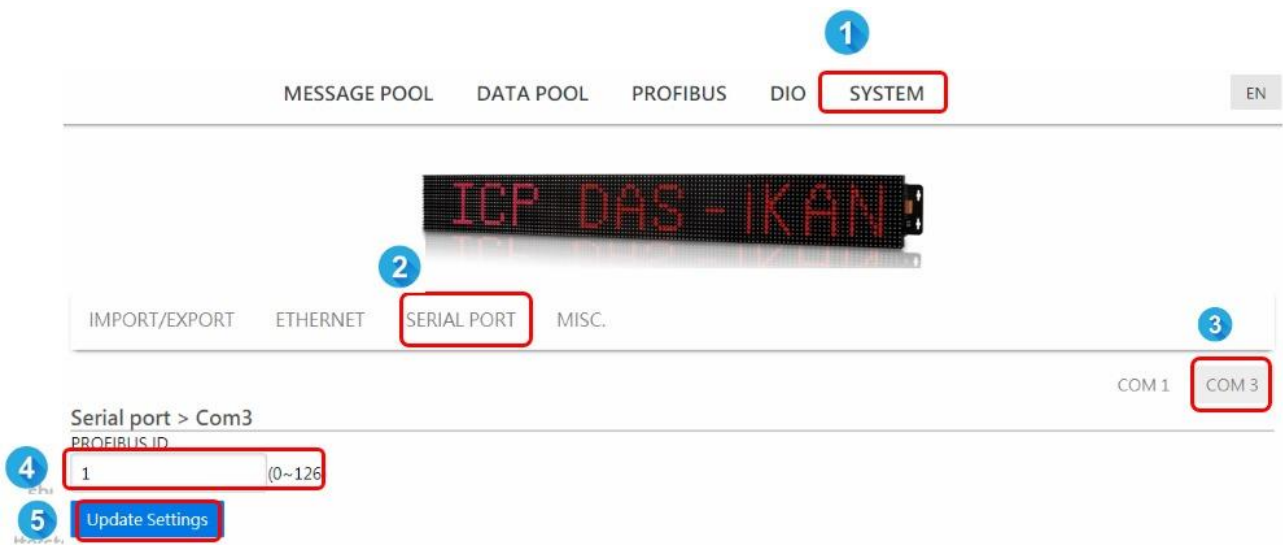 1
MESSAGE POOL DATA POOL PROFIBUS DIO SYSTEM EN
ICP DAS-iKAN
2
IMPORT/EXPORT ETHERNET SERIAL PORT MISC.
3
COM 1 COM 3
Serial port > Com3
PROFIBUS ID
4 1 (0~126
5 Update Settings